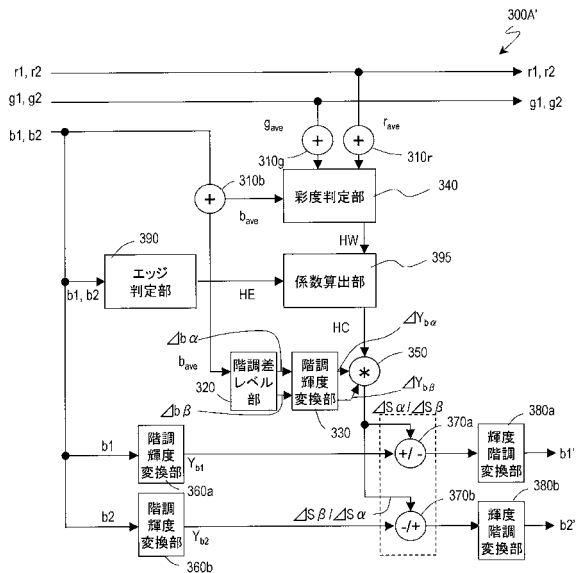 300A'
r1, r2
r1, r2
g1, g2
g1, g2
b1, b2
gave
rave
310g
310r
310b
彩度判定部
340
bave
HW
390
エッジ
判定部
395
係数算出部
b1, b2
HE
HC
⊿bα
⊿Ybα
350
bave
階調差
レベル
部
階調
輝度
変換部
*
320
⊿bβ
330
⊿Ybβ
⊿Sα/⊿Sβ
370a
380a
b1
階調
輝度
変換部
Yb1
+/-
輝度
階調
変換部
b1'
360a
370b
380b
b2
階調
輝度
変換部
Yb2
⊿Sβ/⊿Sα
-/+
輝度
階調
変換部
b2'
360b